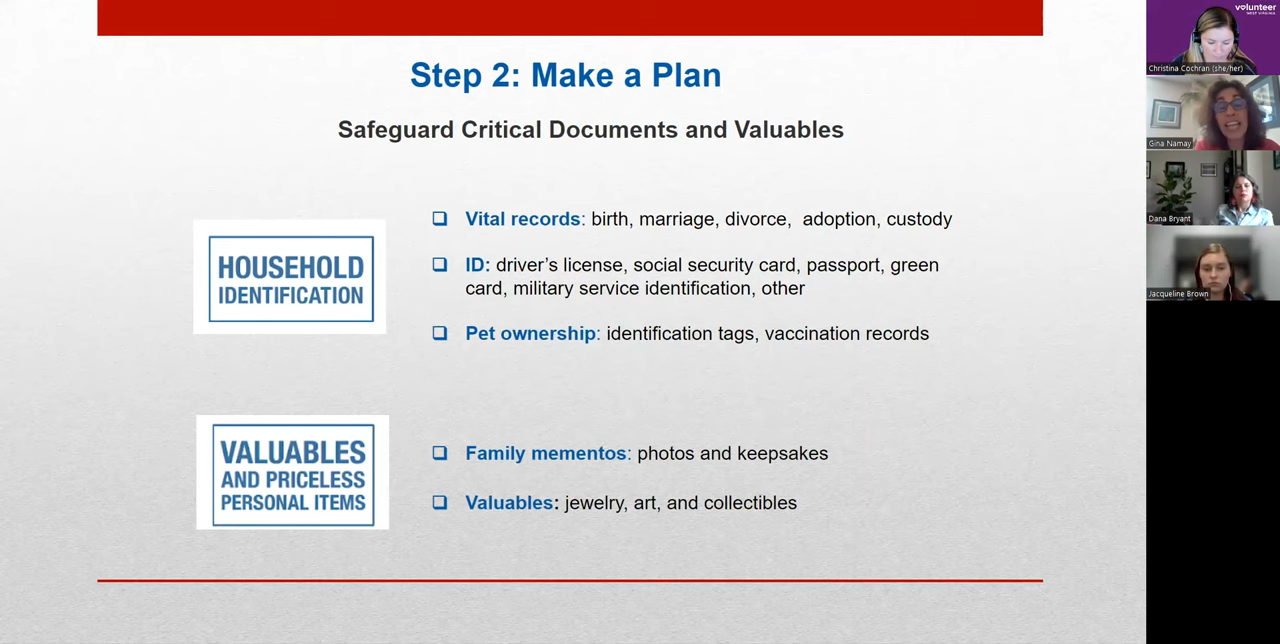 Step 2: Make a Plan
Safeguard Critical Documents and Valuables
HOUSEHOLD
IDENTIFICATION
Vital records: birth, marriage, divorce, adoption, custody
ID: driver's license, social security card, passport, green
card, military service identification, other
Pet ownership: identification tags, vaccination records
VALUABLES
AND PRICELESS
PERSONAL ITEMS
Family mementos: photos and keepsakes
Valuables: jewelry, art, and collectibles
volunteer
WEST VIRGINIA
Christina Cochran (she/her)
Gina Namay
Dana Bryant
Jacqueline Brown